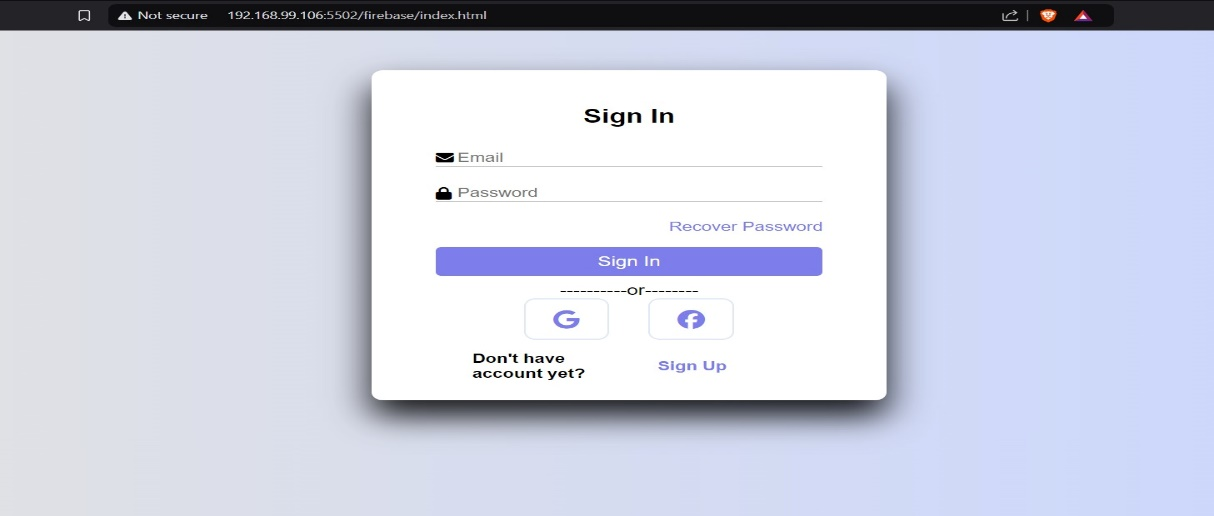 Not secure 192.168.99.106:5502/firebase/index.html
Sign In
Email
Password
Recover Password
Sign In
----------or--------
Don't have
account yet?
Sign Up